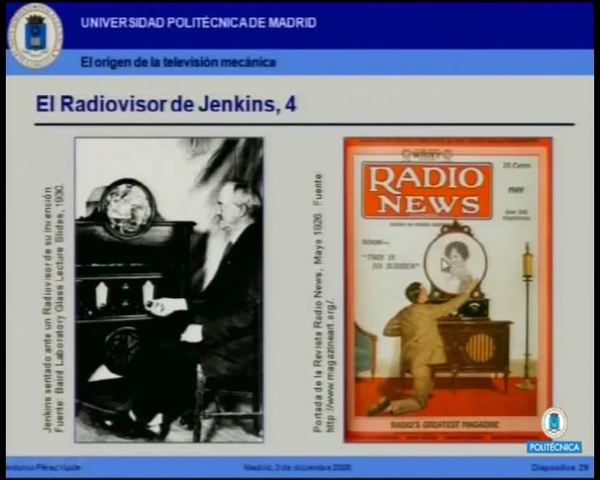 UNIVERSIDAD POLITÉCNICA DE MADRID
El origen de la televisión mecánica
El Radiovisor de Jenkins, 4
Jenkins sentado ante un Radiovisor de su invención
Fuente: Baird Laboratory Glass Lecture Slides, 1930.
Portada de la Revista Radio News, Mayo 1926. Fuente:
http://www.magazineart.org/.
25 Cents
MAY
RADIO
NEWS
"THIS IS
SO SUDDEN"
RADIO'S GREATEST MAGAZINE
POLITÉCNICA
Madrid, 3 de diciembre 2008
Diapositiva, 29